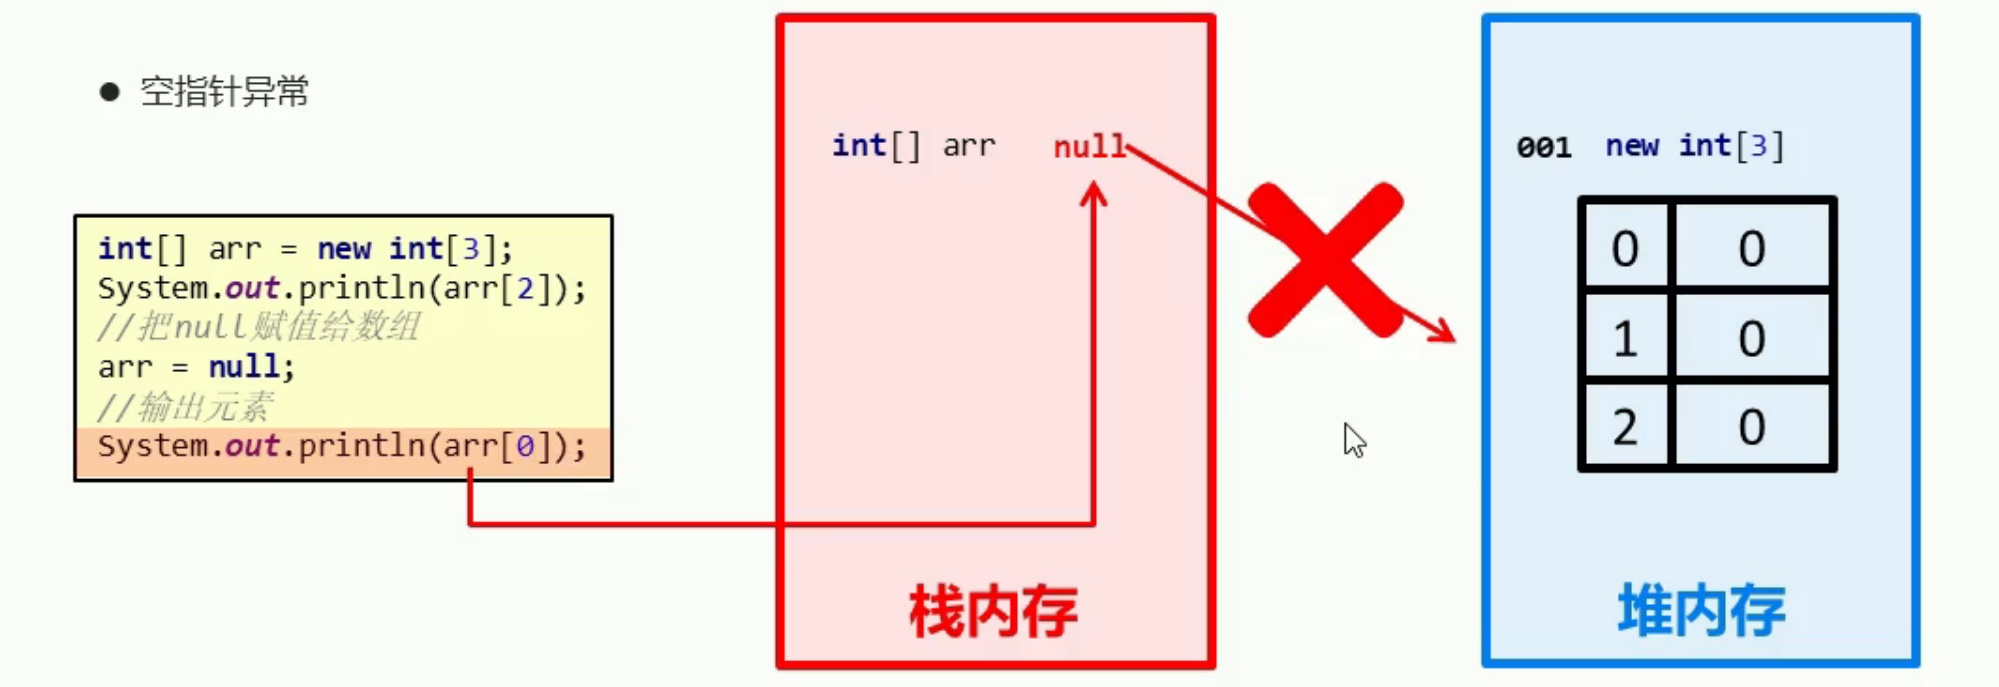 ● 空指针异常
int[] arr = new int[3];
System.out.println(arr[2]);
//把null赋值给数组
arr = null;
//输出元素
System.out.println(arr[0]);
int[] arr null
栈内存
001 new int[3]
0 0
1 0
2 0
堆内存